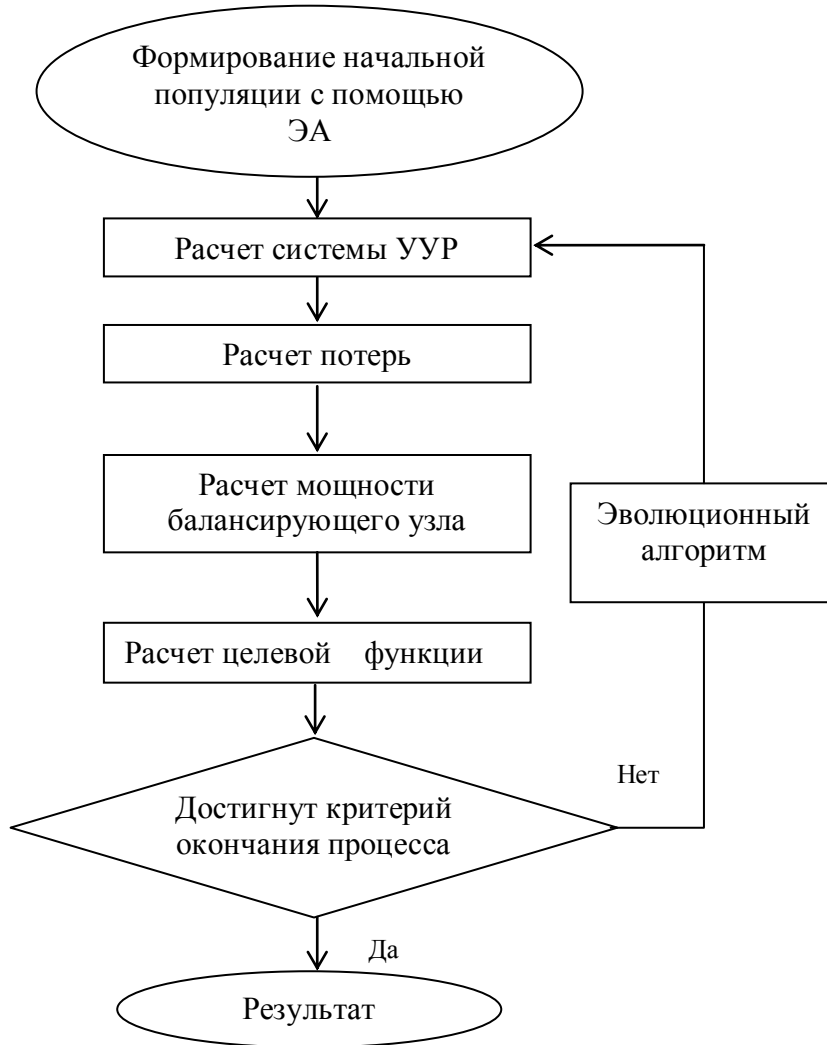 Формирование начальной
популяции с помощью
ЭА
Расчет системы УУР
Расчет потерь
Расчет мощности
балансирующего узла
Эволюционный
алгоритм
Расчет целевой функции
Нет
Достигнут критерий
окончания процесса
Да
Результат